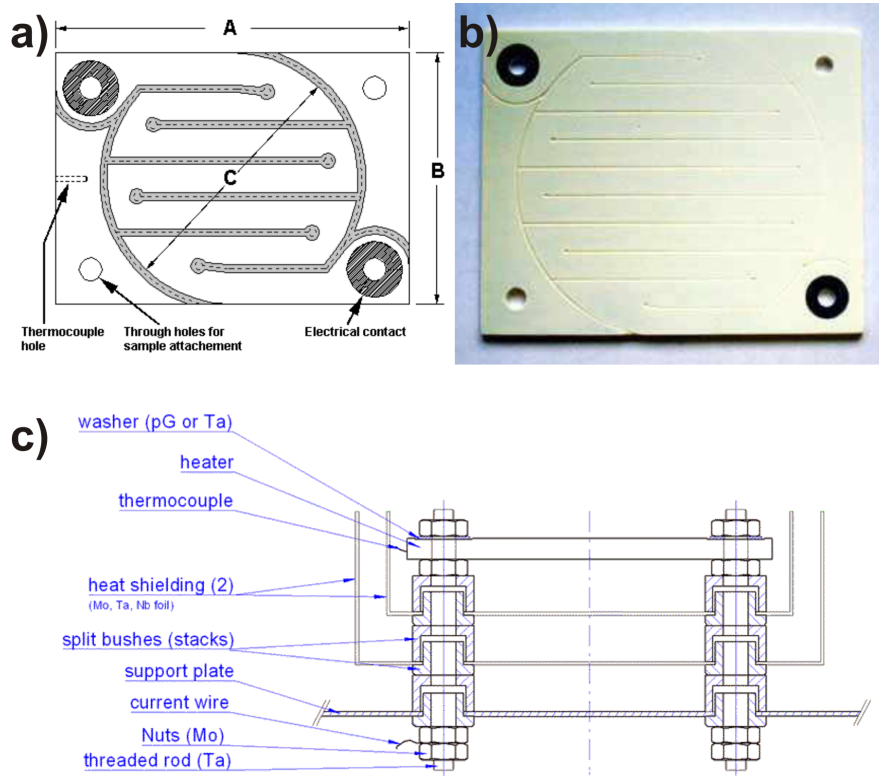 a)
A
b)
B
C
Thermocouple
hole
Through holes for
sample attachement
Electrical contact
c)
washer (pG or Ta)
heater
thermocouple
heat shielding (2)
(Mo, Ta, Nb foil)
split bushes (stacks)
support plate
current wire
Nuts (Mo)
threaded rod (Ta)